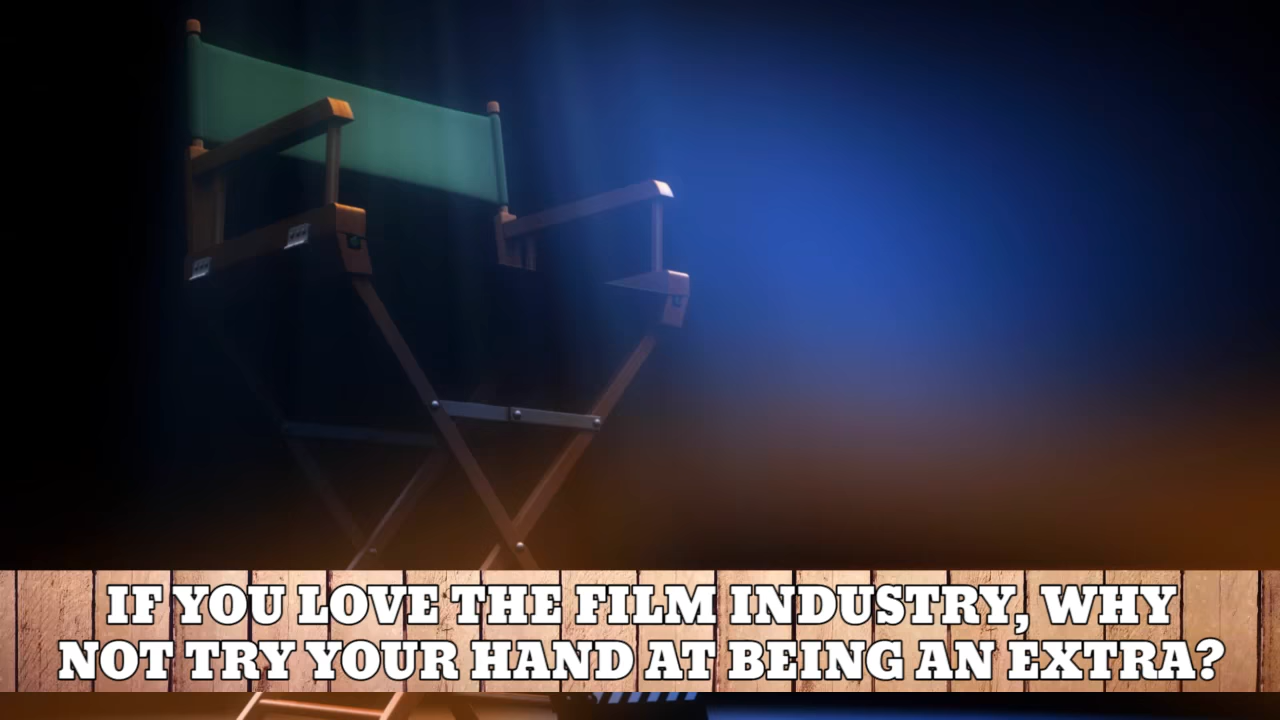 IF YOU LOVE THE FILM INDUSTRY, WHY
NOT TRY YOUR HAND AT BEING AN EXTRA?